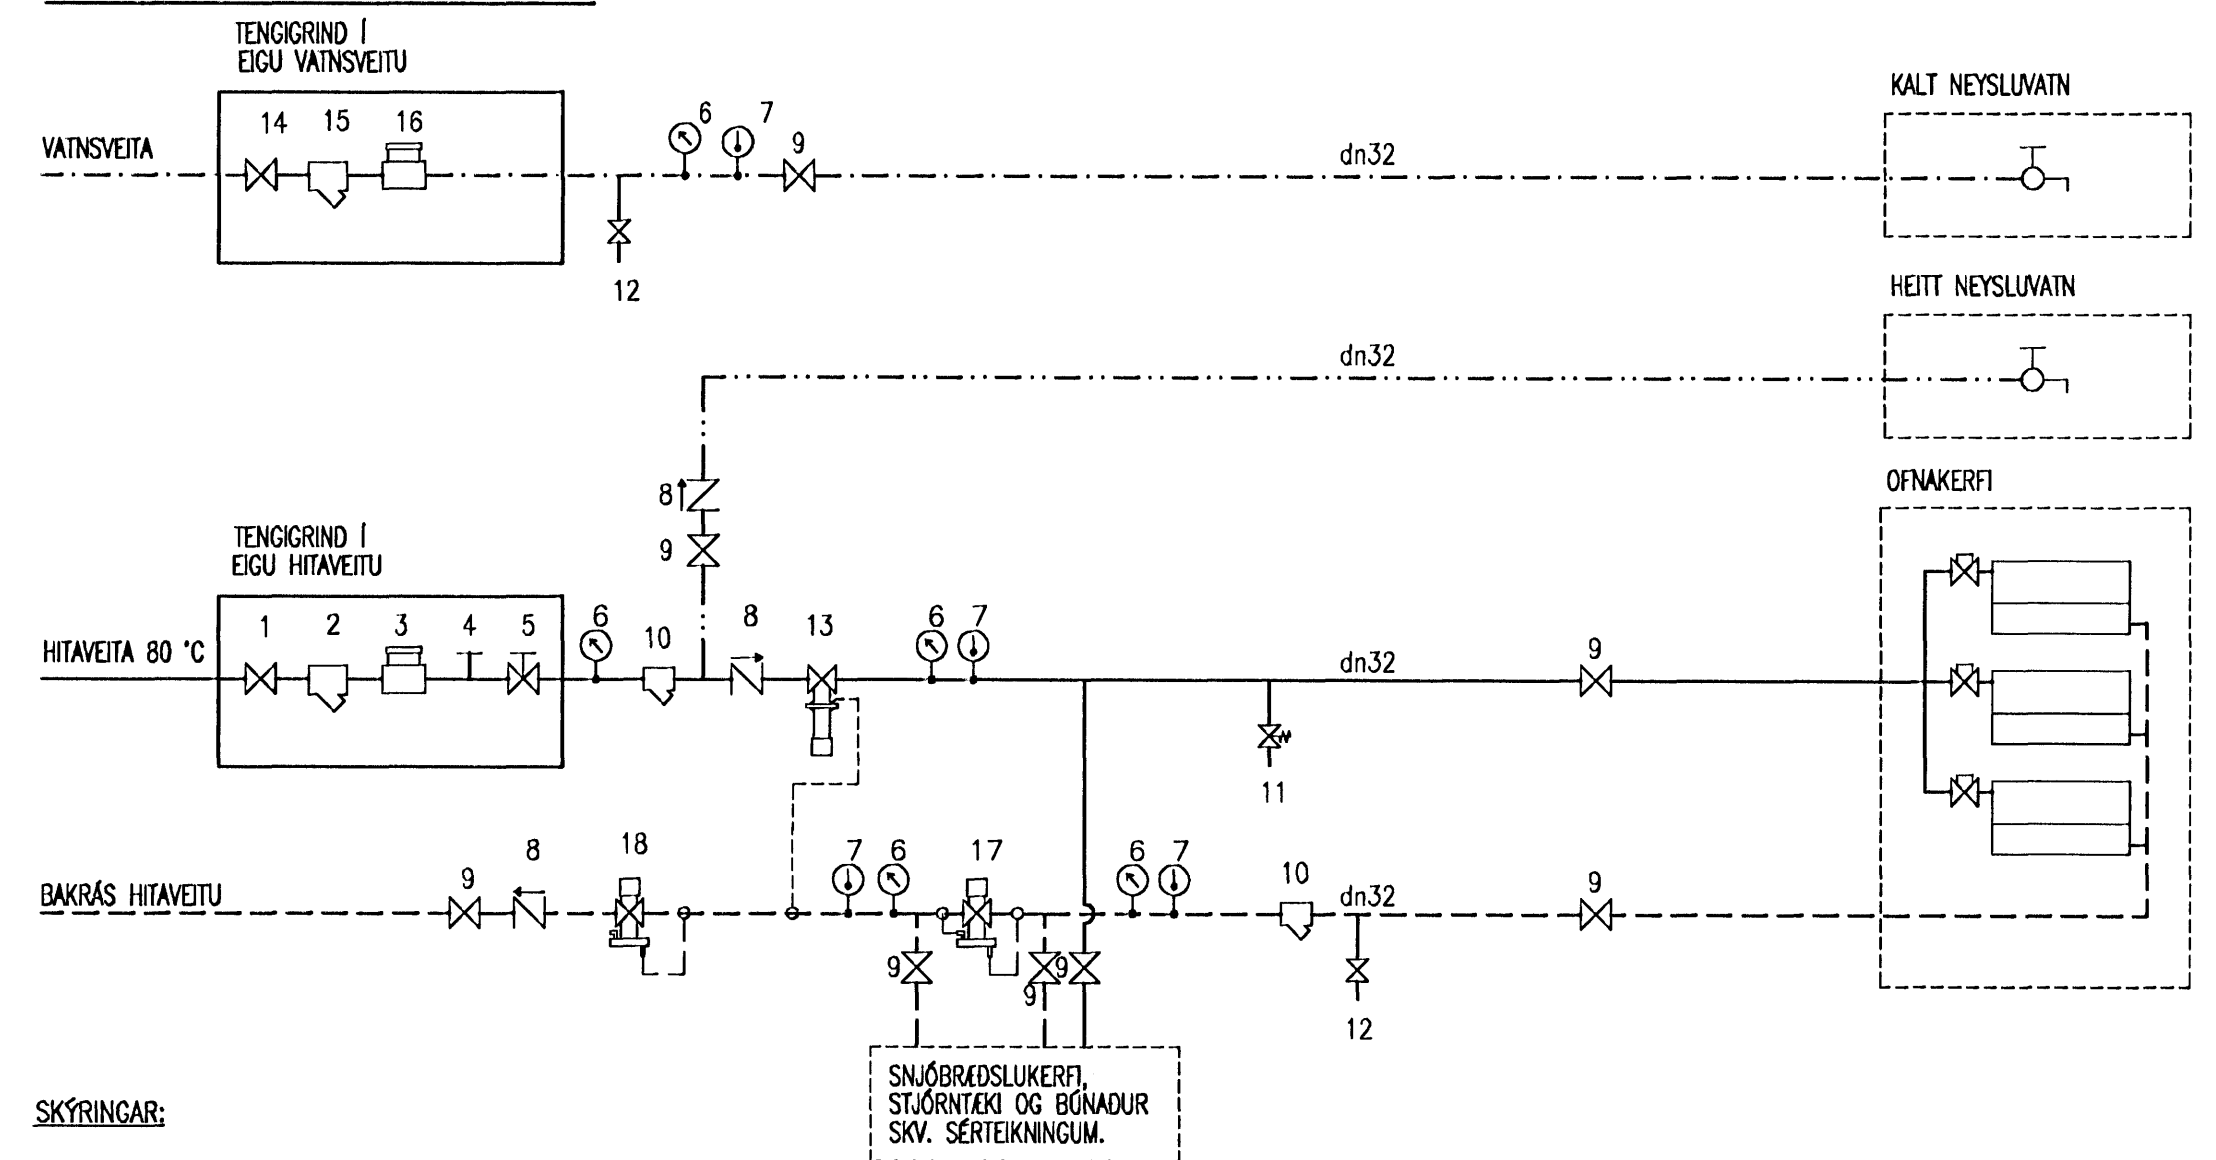 TENGIGRIND Í
EIGU VATNSVEITU
KALT NEYSLUVATN
14 15 16
6 7
9
VATNSVEITA
dn32
12
HEITT NEYSLUVATN
dn32
8
9
OFNAKERFI
TENGIGRIND Í
EIGU HITAVEITU
1 2 3 4 5
6 10 8 13 6 7
9
HITAVEITA 80 °C
dn32
11
18
8
9
7 6 17 6 7
10
9
BAKRÁS HITAVEITU
dn32
9 9 9
12
SNJÓBRÆÐSLUKERFI,
STJÓRNTÆKI OG BÚNAÐUR
SKV. SÉRTEIKNINGUM.
SKÝRINGAR: